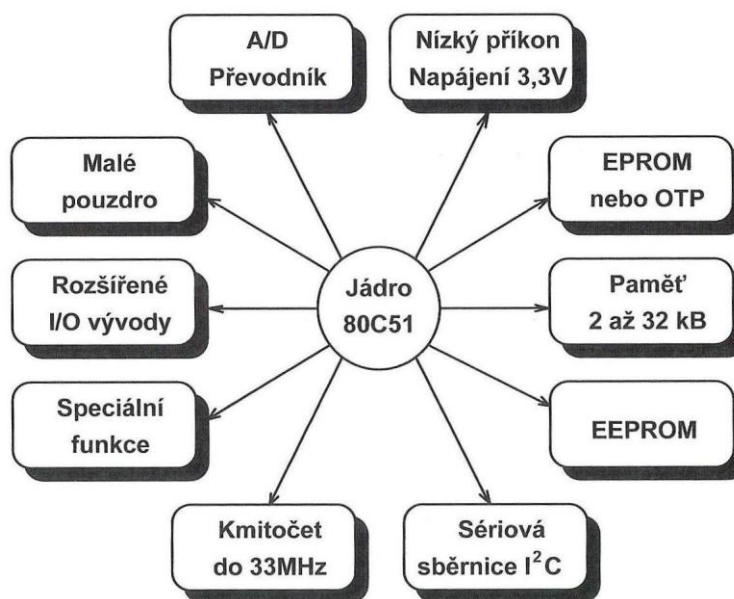 A/D
Převodník
Nízký příkon
Napájení 3,3V
Malé
pouzdro
EPROM
nebo OTP
Rozšířené
I/O vývody
Jádro
80C51
Paměť
2 až 32 kB
Speciální
funkce
EEPROM
Kmitočet
do 33MHz
Sériová
sběrnice I²C